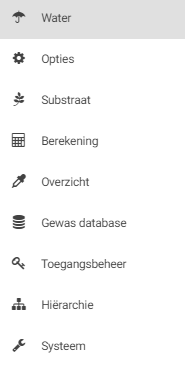 Water
Opties
Substraat
Berekening
Overzicht
Gewas database
Toegangsbeheer
Hiërarchie
Systeem